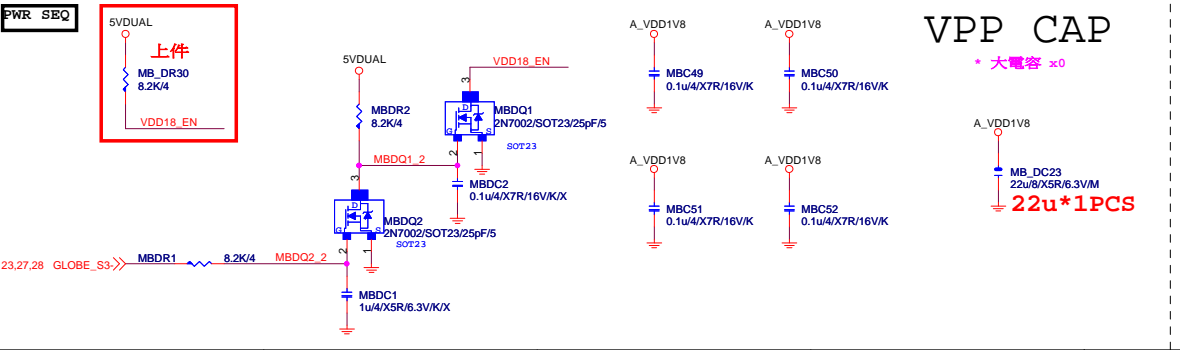 PWR SEQ
5VDUAL
上件
MB_DR30
8.2K/4
VDD18_EN
5VDUAL
MBDR2
8.2K/4
VDD18_EN
3
D
G
S
MBDQ1
2N7002/SOT23/25pF/5
SOT23
2
1
MBDQ1_2
MBDC2
0.1u/4/X7R/16V/K/X
3
D
G
S
MBDQ2
2N7002/SOT23/25pF/5
SOT23
2
1
23,27,28 GLOBE_S3-
MBDR1
8.2K/4
MBDQ2_2
MBDC1
1u/4/X5R/6.3V/K/X
A_VDD1V8
MBC49
0.1u/4/X7R/16V/K
A_VDD1V8
MBC50
0.1u/4/X7R/16V/K
A_VDD1V8
MBC51
0.1u/4/X7R/16V/K
A_VDD1V8
MBC52
0.1u/4/X7R/16V/K
VPP CAP
* 大電容 x0
A_VDD1V8
MB_DC23
22u/8/X5R/6.3V/M
22u*1PCS